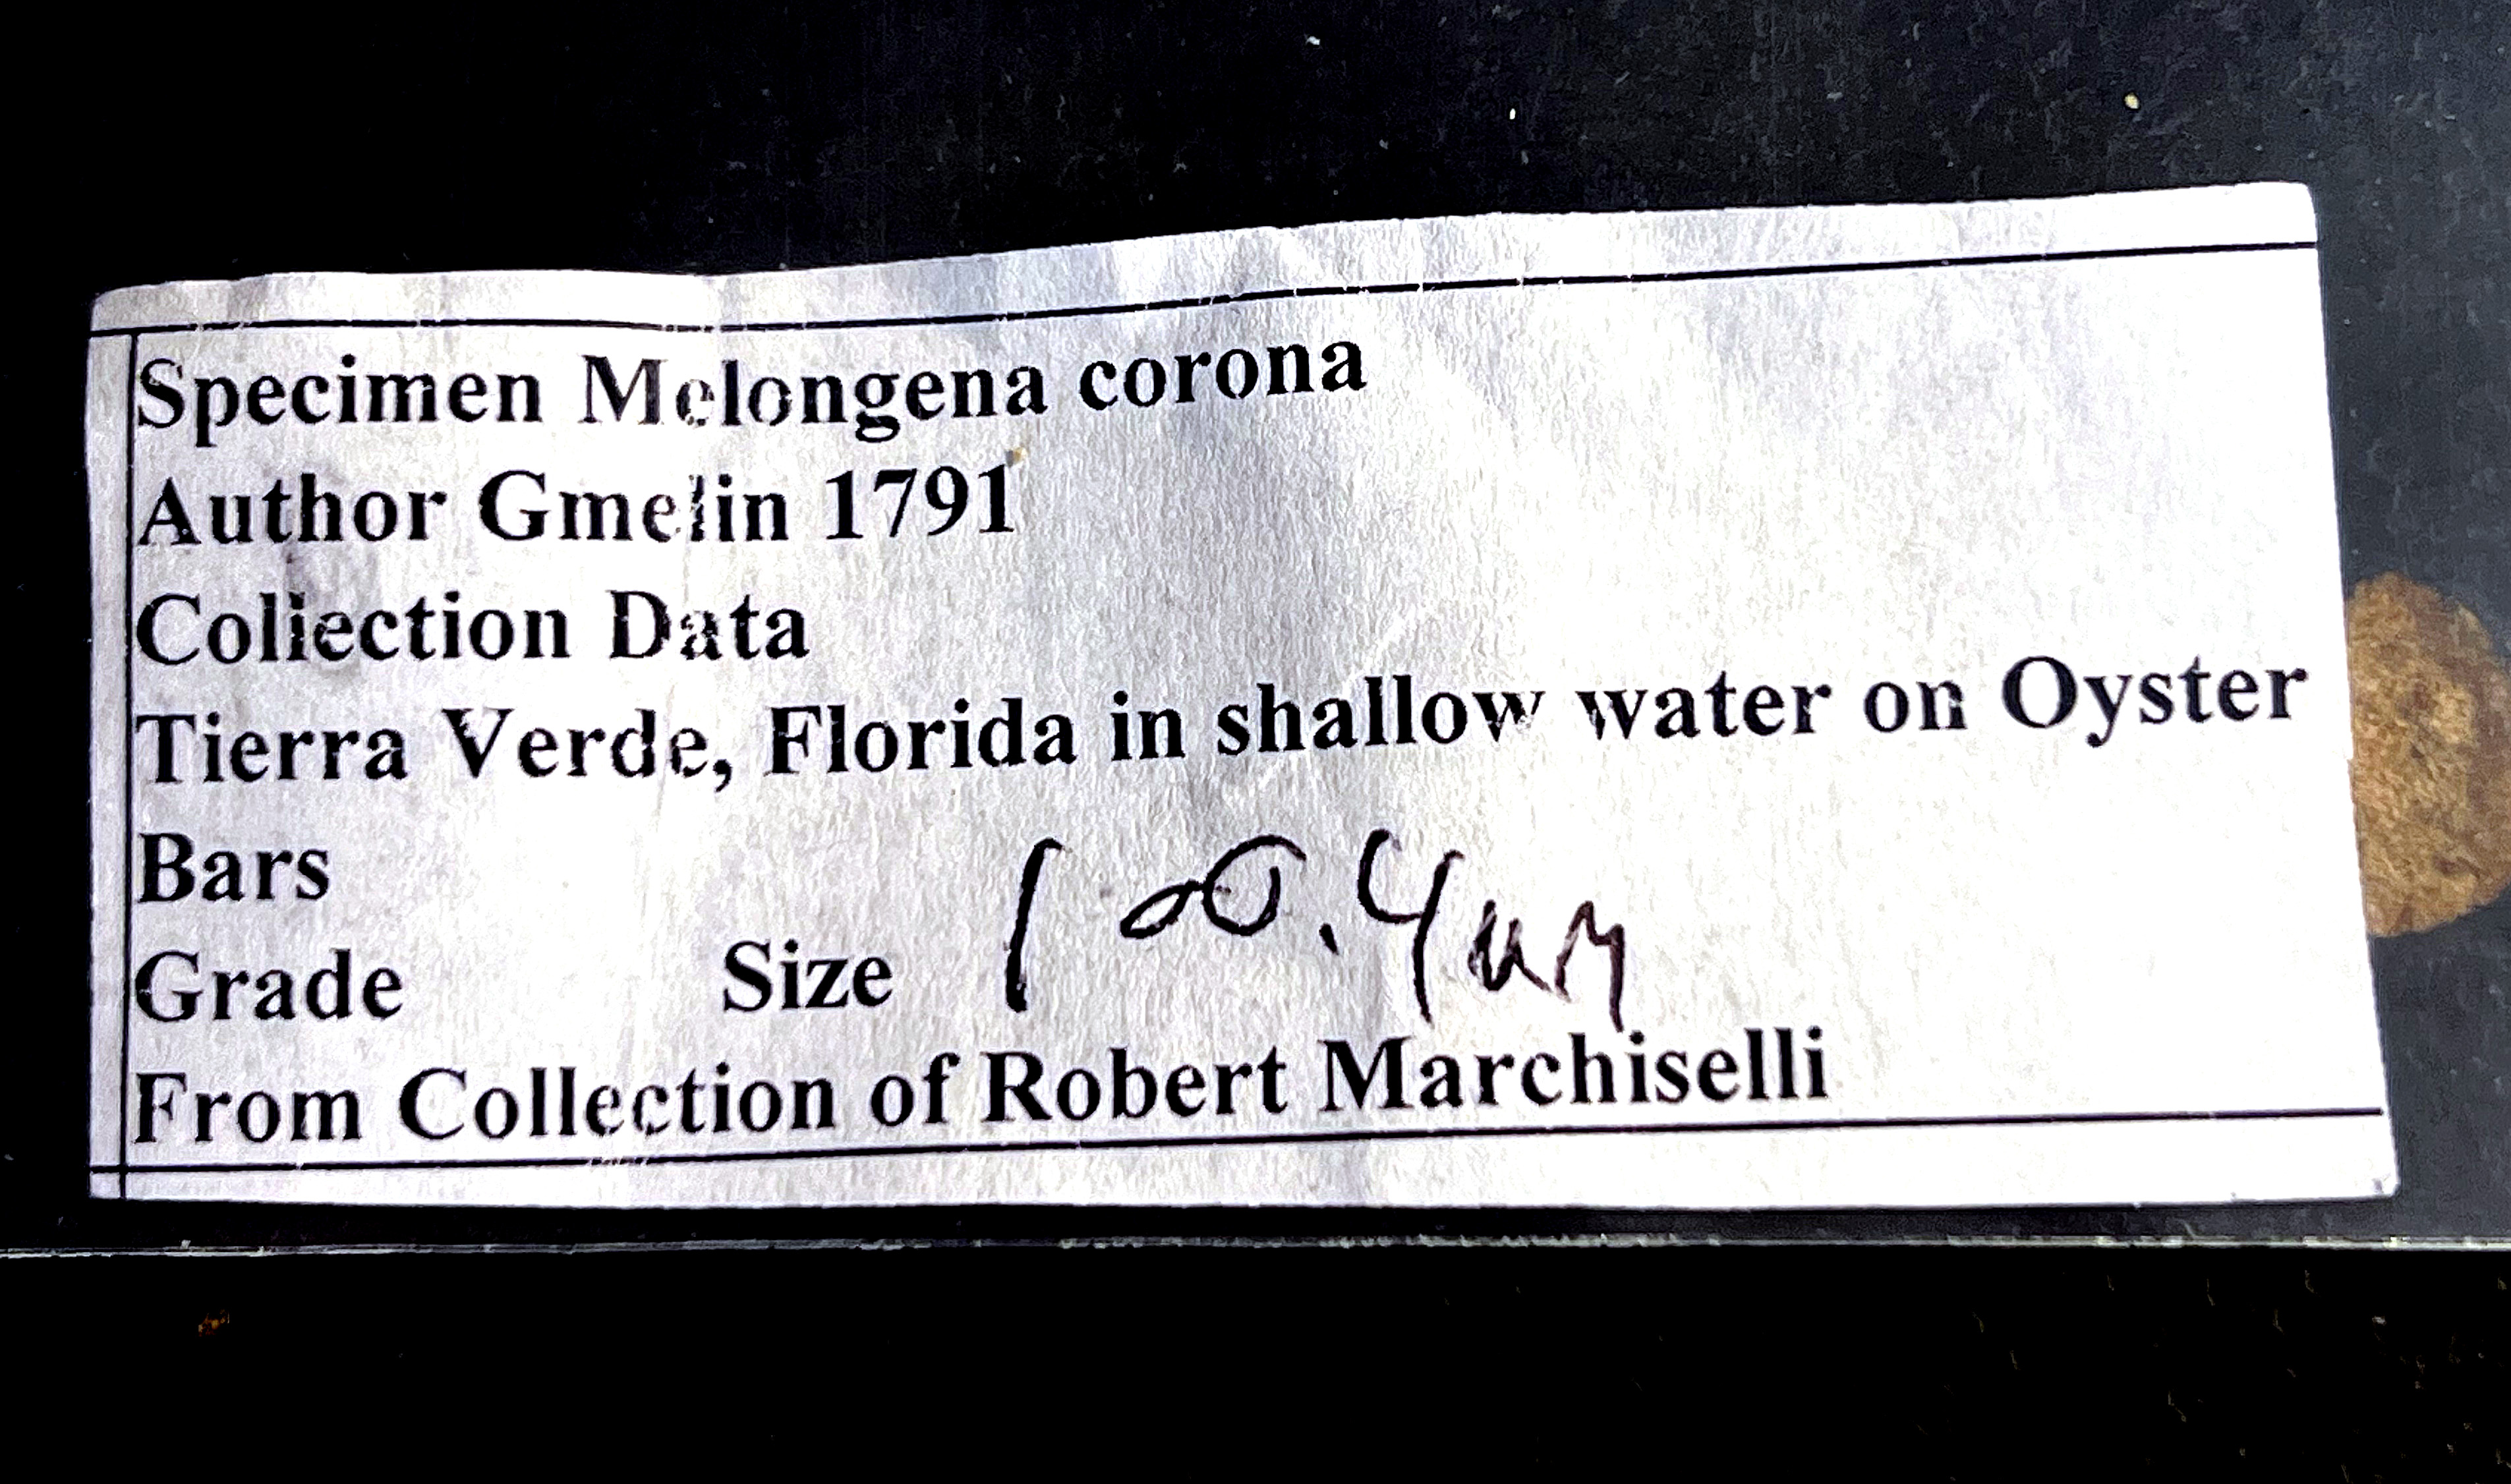 Specimen Melongena corona
Author Gmelin 1791
Collection Data
Tierra Verde, Florida in shallow water on Oyster
Bars
Grade Size 100.4mm
From Collection of Robert Marchiselli